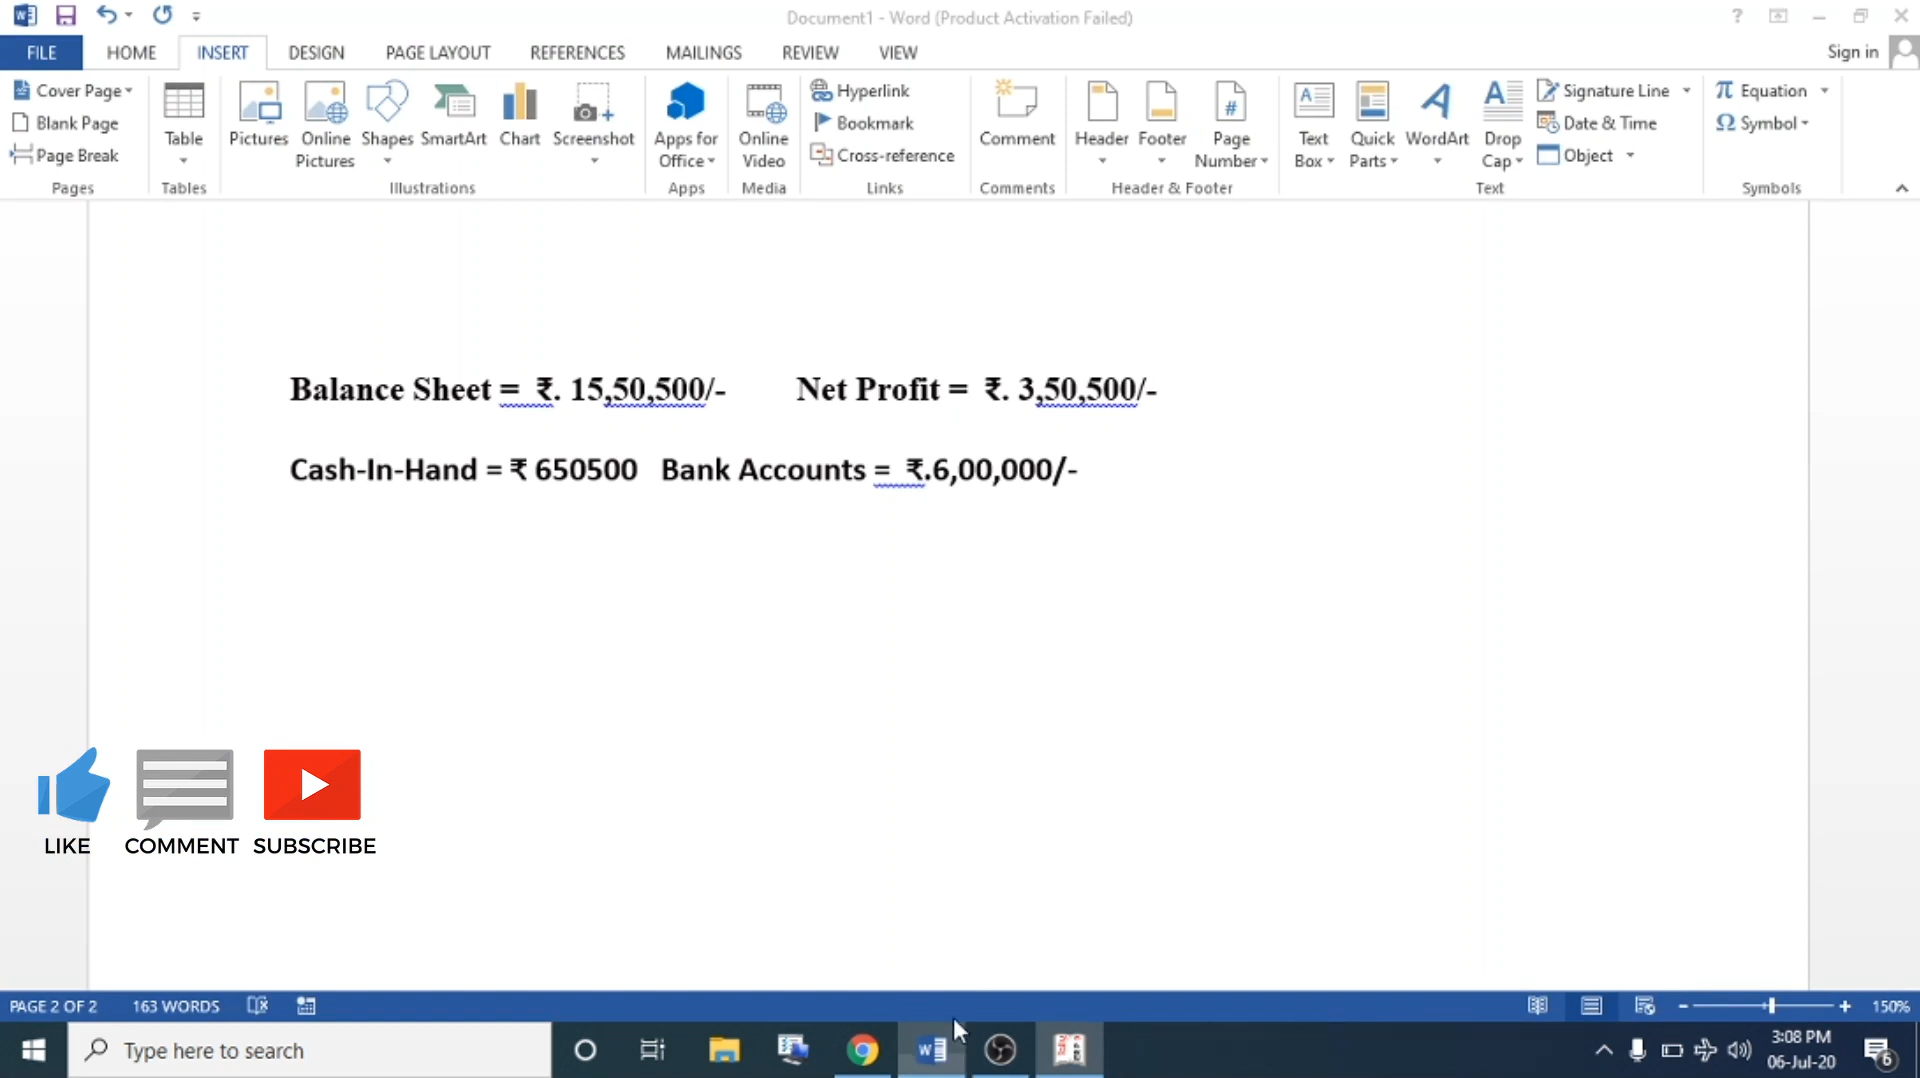 Document1 - Word (Product Activation Failed)
FILE HOME INSERT DESIGN PAGE LAYOUT REFERENCES MAILINGS REVIEW VIEW Sign in
Cover Page
Blank Page
Page Break
Pages
Table
Tables
Pictures
Online Pictures
Shapes
SmartArt
Chart
Screenshot
Illustrations
Apps for Office
Apps
Online Video
Media
Hyperlink
Bookmark
Cross-reference
Links
Comment
Comments
Header
Footer
Page Number
Header & Footer
Text Box
Quick Parts
WordArt
Drop Cap
Signature Line
Date & Time
Object
Text
Equation
Symbol
Symbols
Balance Sheet = ₹. 15,50,500/- Net Profit = ₹. 3,50,500/-
Cash-In-Hand = ₹ 650500 Bank Accounts = ₹.6,00,000/-
LIKE COMMENT SUBSCRIBE
PAGE 2 OF 2 163 WORDS 150%
Type here to search
3:08 PM
06-Jul-20
6